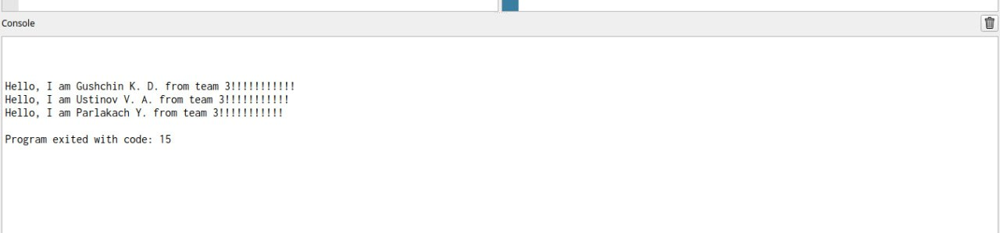 Console
Hello, I am Gushchin K. D. from team 3!!!!!!!!!!!
Hello, I am Ustinov V. A. from team 3!!!!!!!!!!!
Hello, I am Parlakach Y. from team 3!!!!!!!!!!!
Program exited with code: 15